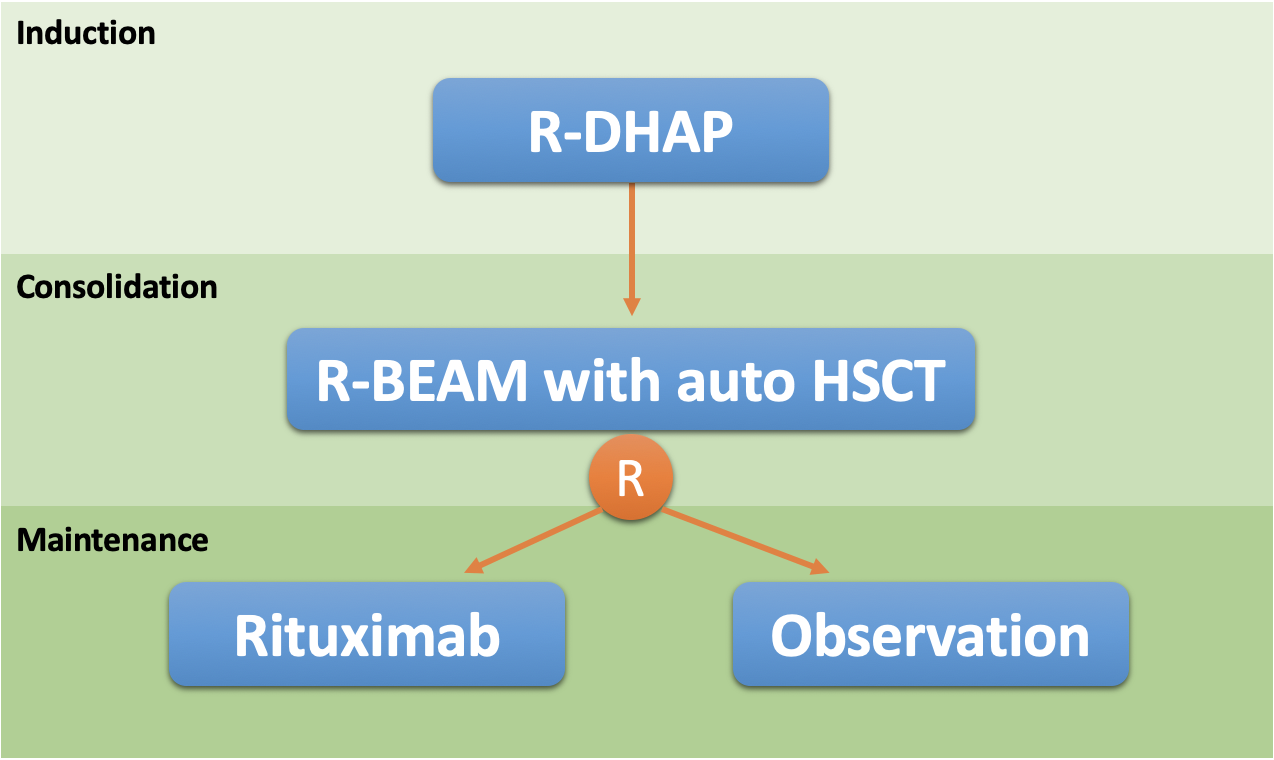 Induction
R-DHAP
Consolidation
R-BEAM with auto HSCT
R
Maintenance
Rituximab
Observation